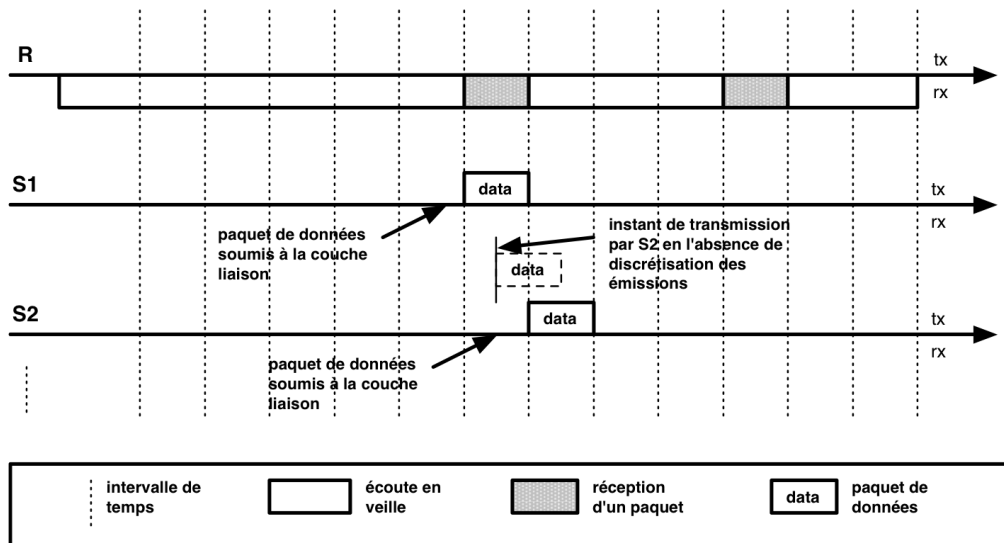 R
tx
rx
S1
data
tx
rx
paquet de données
soumis à la couche
liaison
instant de transmission
par S2 en l'absence de
discrétisation des
émissions
data
S2
data
tx
rx
paquet de données
soumis à la couche
liaison
intervalle de
temps
écoute en
veille
réception
d'un paquet
data
paquet de
données